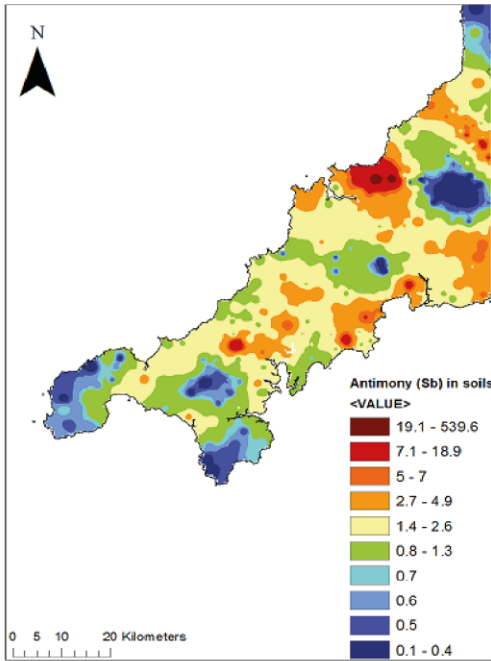 N
Antimony (Sb) in soils
<VALUE>
19.1 - 539.6
7.1 - 18.9
5 - 7
2.7 - 4.9
1.4 - 2.6
0.8 - 1.3
0.7
0.6
0.5
0.1 - 0.4
0 5 10 20 Kilometers